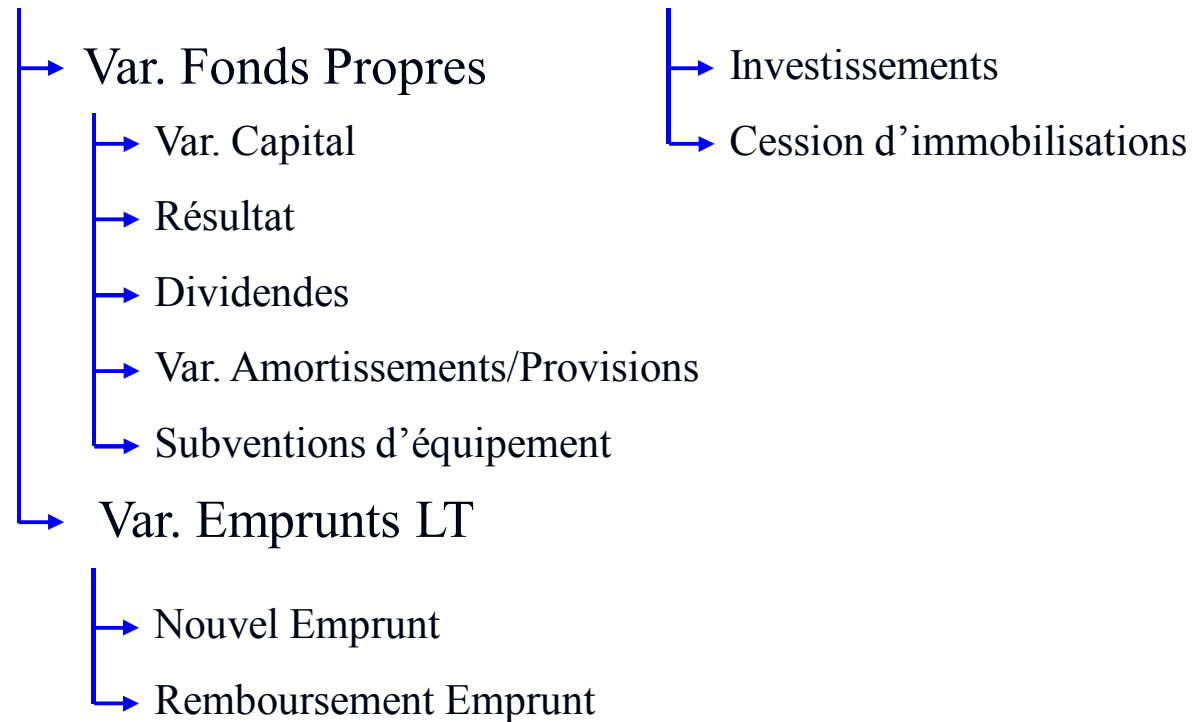 Var. Fonds Propres
Var. Capital
Résultat
Dividendes
Var. Amortissements/Provisions
Subventions d’équipement
Var. Emprunts LT
Nouvel Emprunt
Remboursement Emprunt
Investissements
Cession d’immobilisations